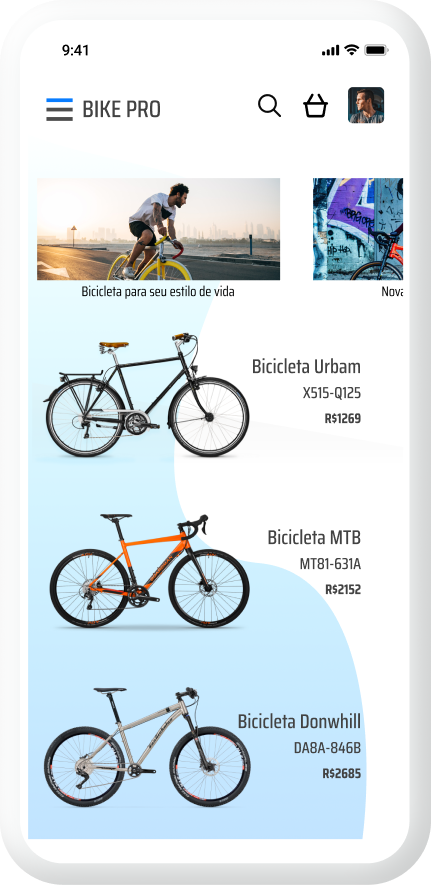 9:41
BIKE PRO
Bicicleta para seu estilo de vida
Nova
Bicicleta Urbam
X515-Q125
R$1269
Bicicleta MTB
MT81-631A
R$2152
Bicicleta Donwhill
DA8A-846B
R$2685